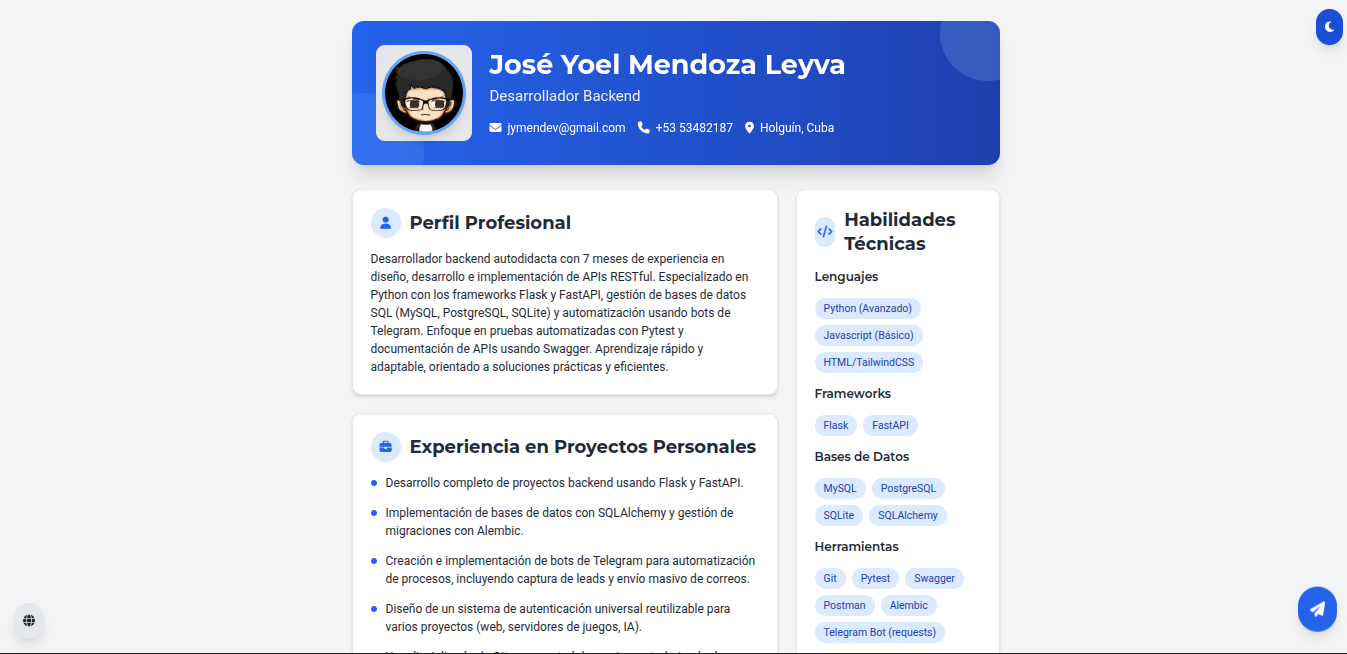 José Yoel Mendoza Leyva
Desarrollador Backend
jymendev@gmail.com +53 53482187 Holguín, Cuba
Perfil Profesional
Desarrollador backend autodidacta con 7 meses de experiencia en
diseño, desarrollo e implementación de APIs RESTful. Especializado en
Python con los frameworks Flask y FastAPI, gestión de bases de datos
SQL (MySQL, PostgreSQL, SQLite) y automatización usando bots de
Telegram. Enfoque en pruebas automatizadas con Pytest y
documentación de APIs usando Swagger. Aprendizaje rápido y
adaptable, orientado a soluciones prácticas y eficientes.
Experiencia en Proyectos Personales
Desarrollo completo de proyectos backend usando Flask y FastAPI.
Implementación de bases de datos con SQLAlchemy y gestión de
migraciones con Alembic.
Creación e implementación de bots de Telegram para automatización
de procesos, incluyendo captura de leads y envío masivo de correos.
Diseño de un sistema de autenticación universal reutilizable para
varios proyectos (web, servidores de juegos, IA).
Habilidades
Técnicas
Lenguajes
Python (Avanzado)
Javascript (Básico)
HTML/TailwindCSS
Frameworks
Flask FastAPI
Bases de Datos
MySQL PostgreSQL
SQLite SQLAlchemy
Herramientas
Git Pytest Swagger
Postman Alembic
Telegram Bot (requests)